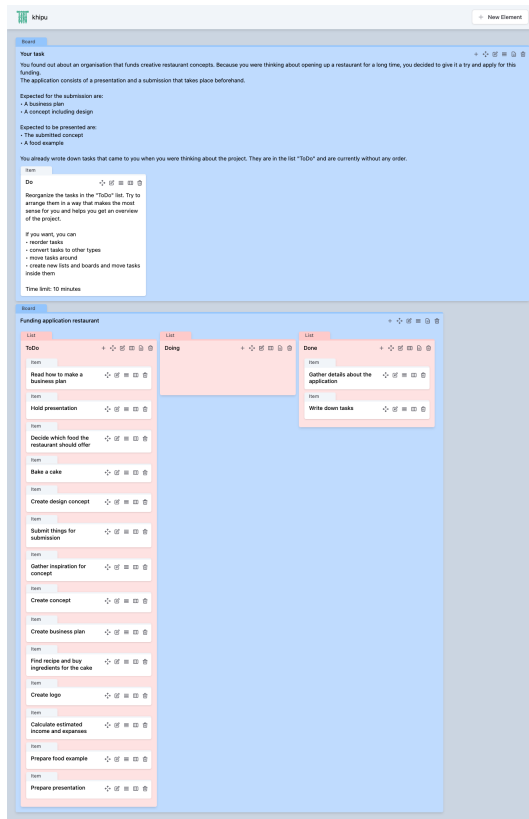 khipu
+ New Element
Board
Your task
You found out about an organisation that funds creative restaurant concepts. Because you were thinking about opening up a restaurant for a long time, you decided to give it a try and apply for this
funding.
The application consists of a presentation and a submission that takes place beforehand.
Expected for the submission are:
• A business plan
• A concept including design
Expected to be presented are:
• The submitted concept
• A food example
You already wrote down tasks that came to you when you were thinking about the project. They are in the list "ToDo" and are currently without any order.
Item
Do
Reorganize the tasks in the "ToDo" list. Try to
arrange them in a way that makes the most
sense for you and helps you get an overview
of the project.
If you want, you can
• reorder tasks
• convert tasks to other types
• move tasks around
• create new lists and boards and move tasks
inside them
Time limit: 10 minutes
Board
Funding application restaurant
List
ToDo
Item
Read how to make a
business plan
Item
Hold presentation
Item
Decide which food the
restaurant should offer
Item
Bake a cake
Item
Create design concept
Item
Submit things for
submission
Item
Gather inspiration for
concept
Item
Create concept
Item
Create business plan
Item
Find recipe and buy
ingredients for the cake
Item
Create logo
Item
Calculate estimated
income and expanses
Item
Prepare food example
Item
Prepare presentation
List
Doing
List
Done
Item
Gather details about the
application
Item
Write down tasks